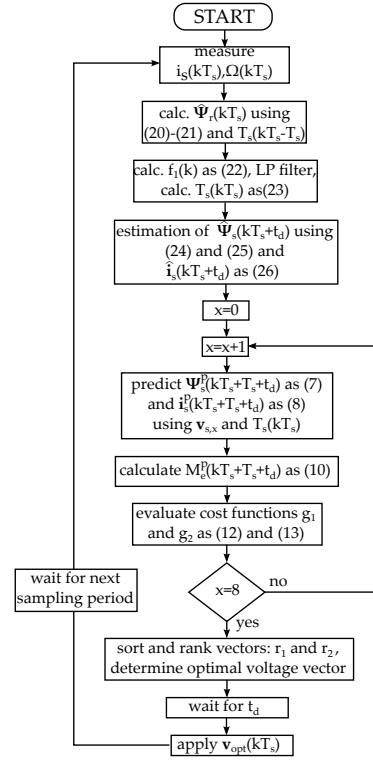 START
measure
i_s(kT_s),Ω(kT_s)
calc. Ψ̂_r(kT_s) using
(20)-(21) and T_s(kT_s-T_s)
calc. f_1(k) as (22), LP filter,
calc. T_s(kT_s) as(23)
estimation of Ψ̂_s(kT_s+t_d) using
(24) and (25) and
î_s(kT_s+t_d) as (26)
x=0
x=x+1
predict Ψ_s^p(kT_s+T_s+t_d) as (7)
and i_s^p(kT_s+T_s+t_d) as (8)
using v_s,x and T_s(kT_s)
calculate M_e^p(kT_s+T_s+t_d) as (10)
evaluate cost functions g_1
and g_2 as (12) and (13)
x=8
no
yes
sort and rank vectors: r_1 and r_2,
determine optimal voltage vector
wait for t_d
apply v_opt(kT_s)
wait for next
sampling period